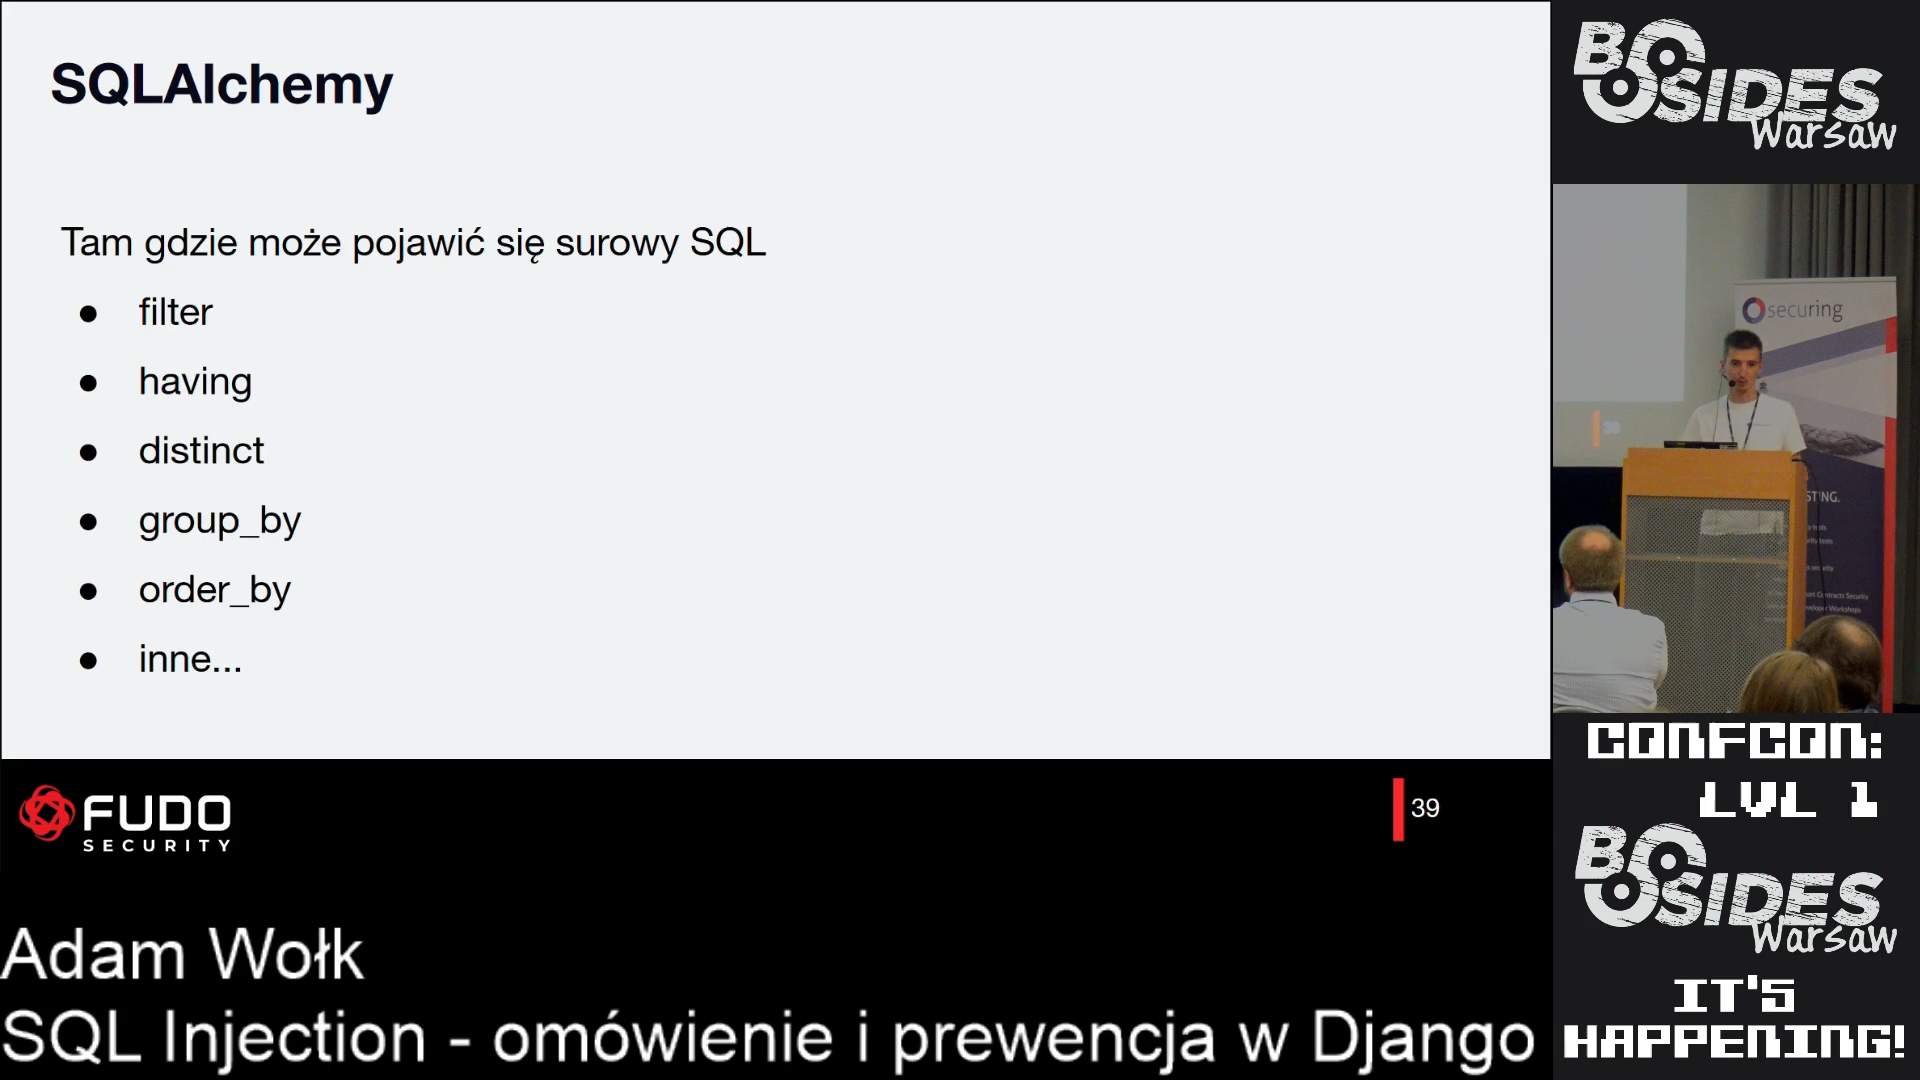 SQLAlchemy
Tam gdzie może pojawić się surowy SQL
● filter
● having
● distinct
● group_by
● order_by
● inne...
FUDO
SECURITY
39
Adam Wołk
SQL Injection - omówienie i prewencja w Django
BSIDES
Warsaw
securing
CONFCON:
LVL 1
BSIDES
Warsaw
IT'S
HAPPENING!